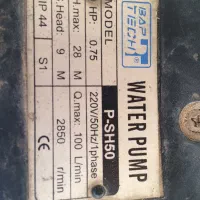 BAP
TECH
WATER PUMP
MODEL P-SH50
HP: 0.75 220V/50Hz/1phase
H.max: 28 M Q.max: 100 L/min
.Head: 9 M 2850 r/min
IP 44 S1 CE